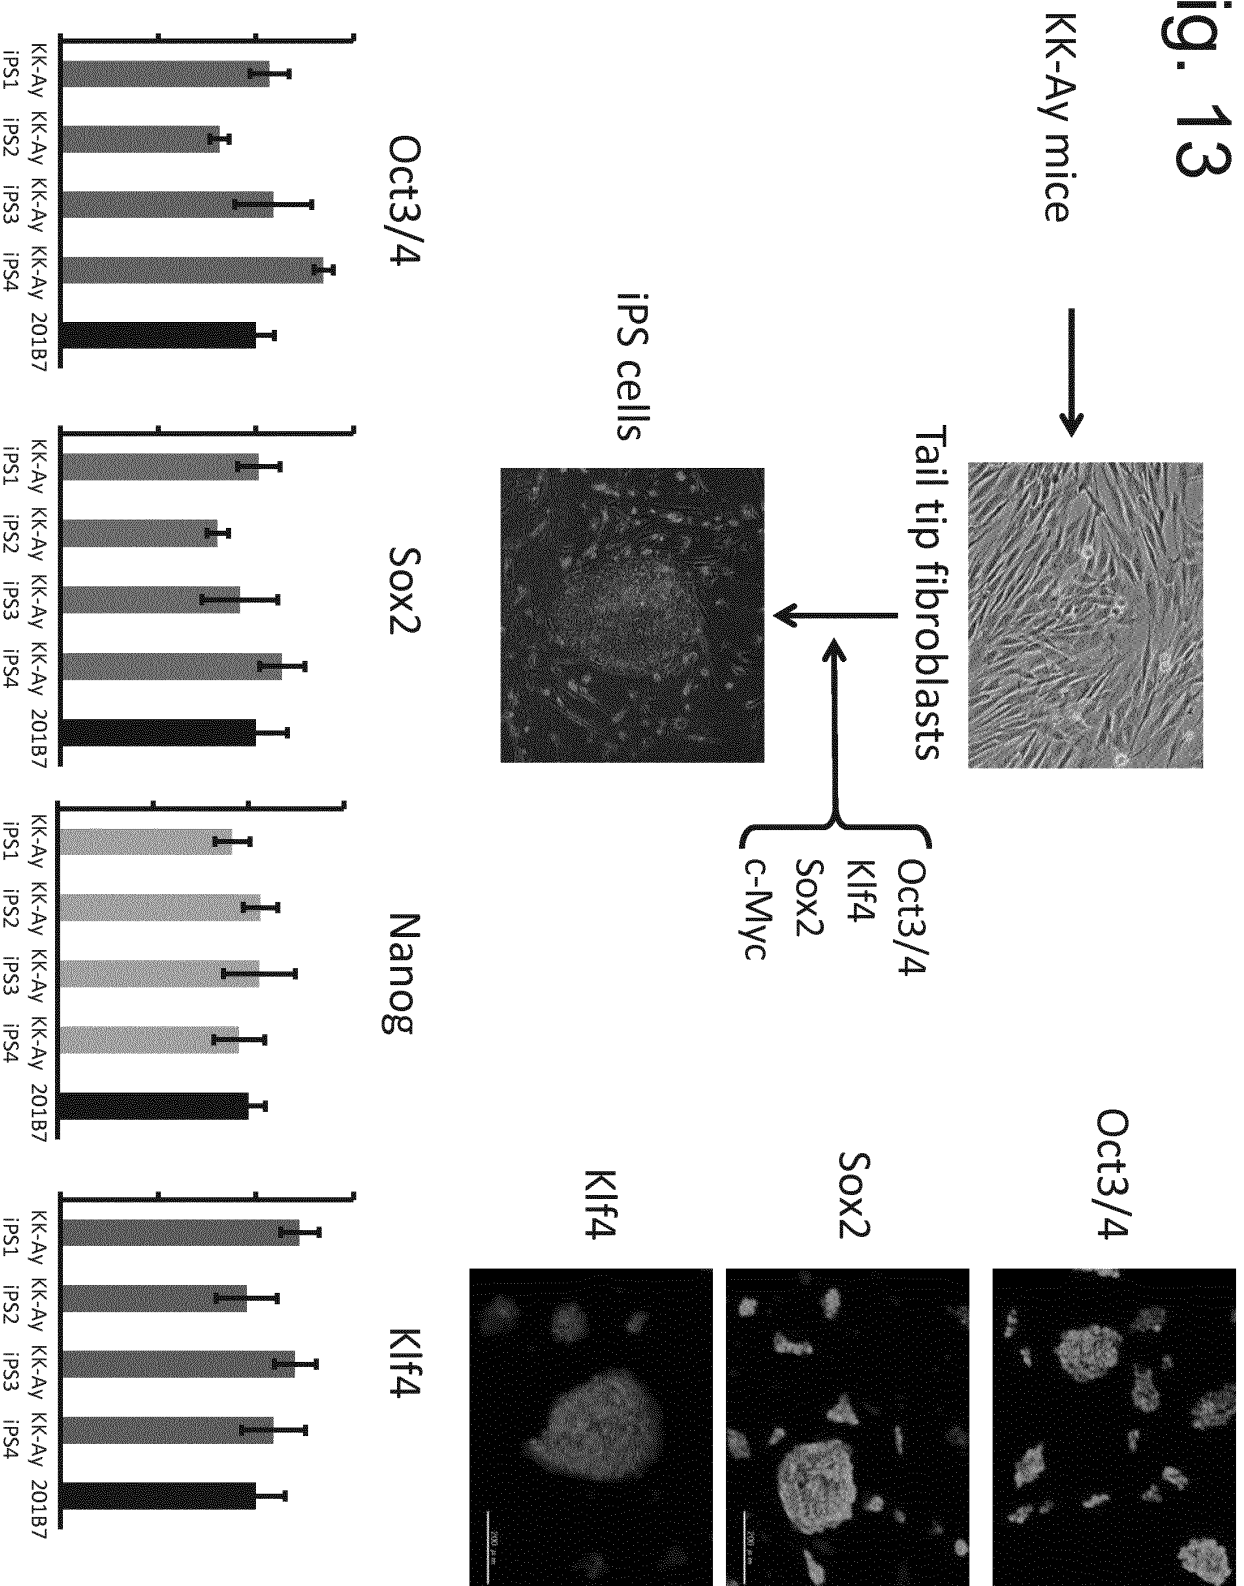 ig. 13
KK-Ay mice
Tail tip fibroblasts
Oct3/4
Klf4
Sox2
c-Myc
iPS cells
Oct3/4
Sox2
200 μm
Klf4
200 μm
Oct3/4
KK-Ay KK-Ay KK-Ay KK-Ay 201B7
iPS1 iPS2 iPS3 iPS4
Sox2
KK-Ay KK-Ay KK-Ay KK-Ay 201B7
iPS1 iPS2 iPS3 iPS4
Nanog
KK-Ay KK-Ay KK-Ay KK-Ay 201B7
iPS1 iPS2 iPS3 iPS4
Klf4
KK-Ay KK-Ay KK-Ay KK-Ay 201B7
iPS1 iPS2 iPS3 iPS4